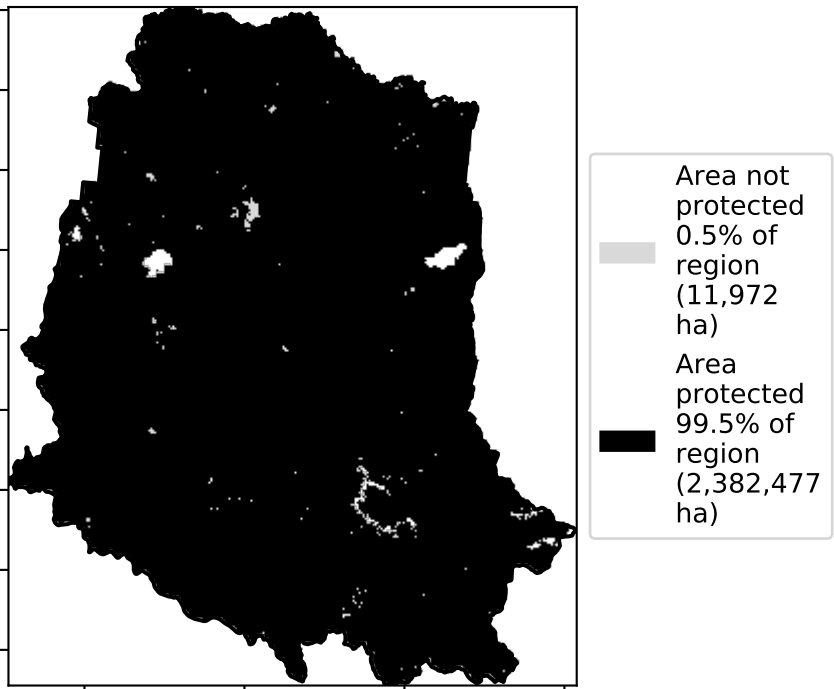 Area not
protected
0.5% of
region
(11,972
ha)
Area
protected
99.5% of
region
(2,382,477
ha)